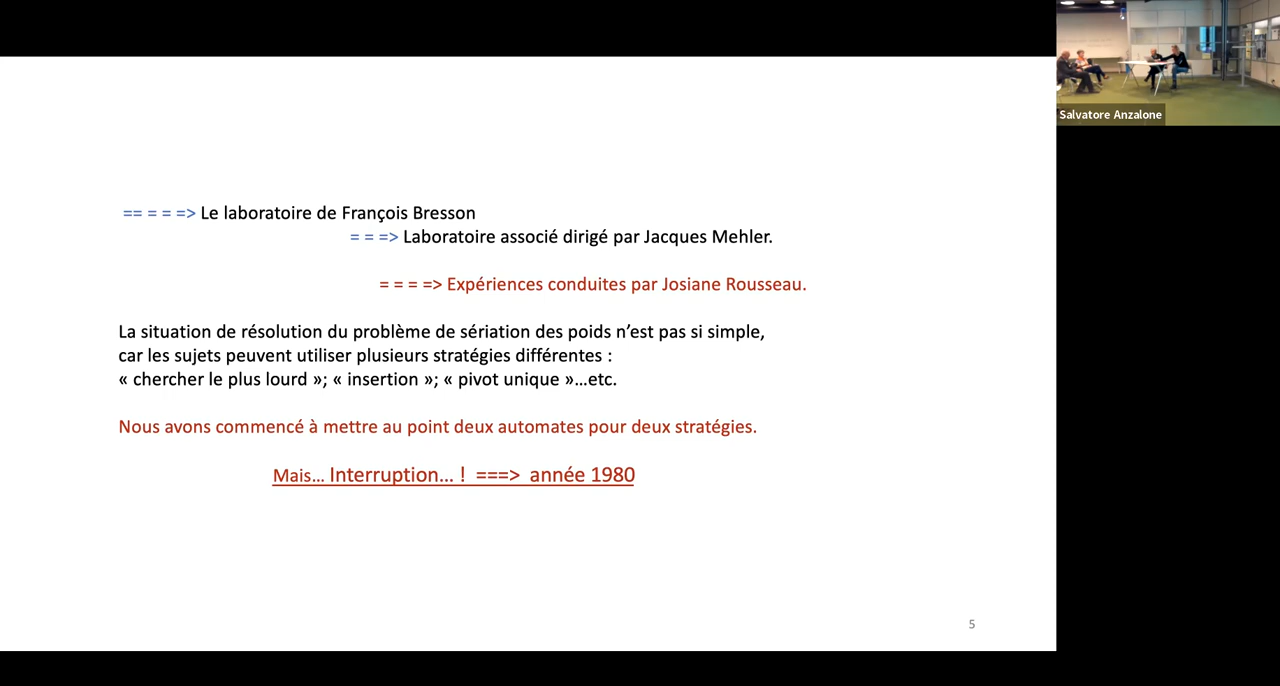 == = = => Le laboratoire de François Bresson
= = => Laboratoire associé dirigé par Jacques Mehler.
= = = => Expériences conduites par Josiane Rousseau.
La situation de résolution du problème de sériation des poids n’est pas si simple,
car les sujets peuvent utiliser plusieurs stratégies différentes :
« chercher le plus lourd »; « insertion »; « pivot unique »…etc.
Nous avons commencé à mettre au point deux automates pour deux stratégies.
Mais… Interruption… ! ===> année 1980
5
Salvatore Anzalone